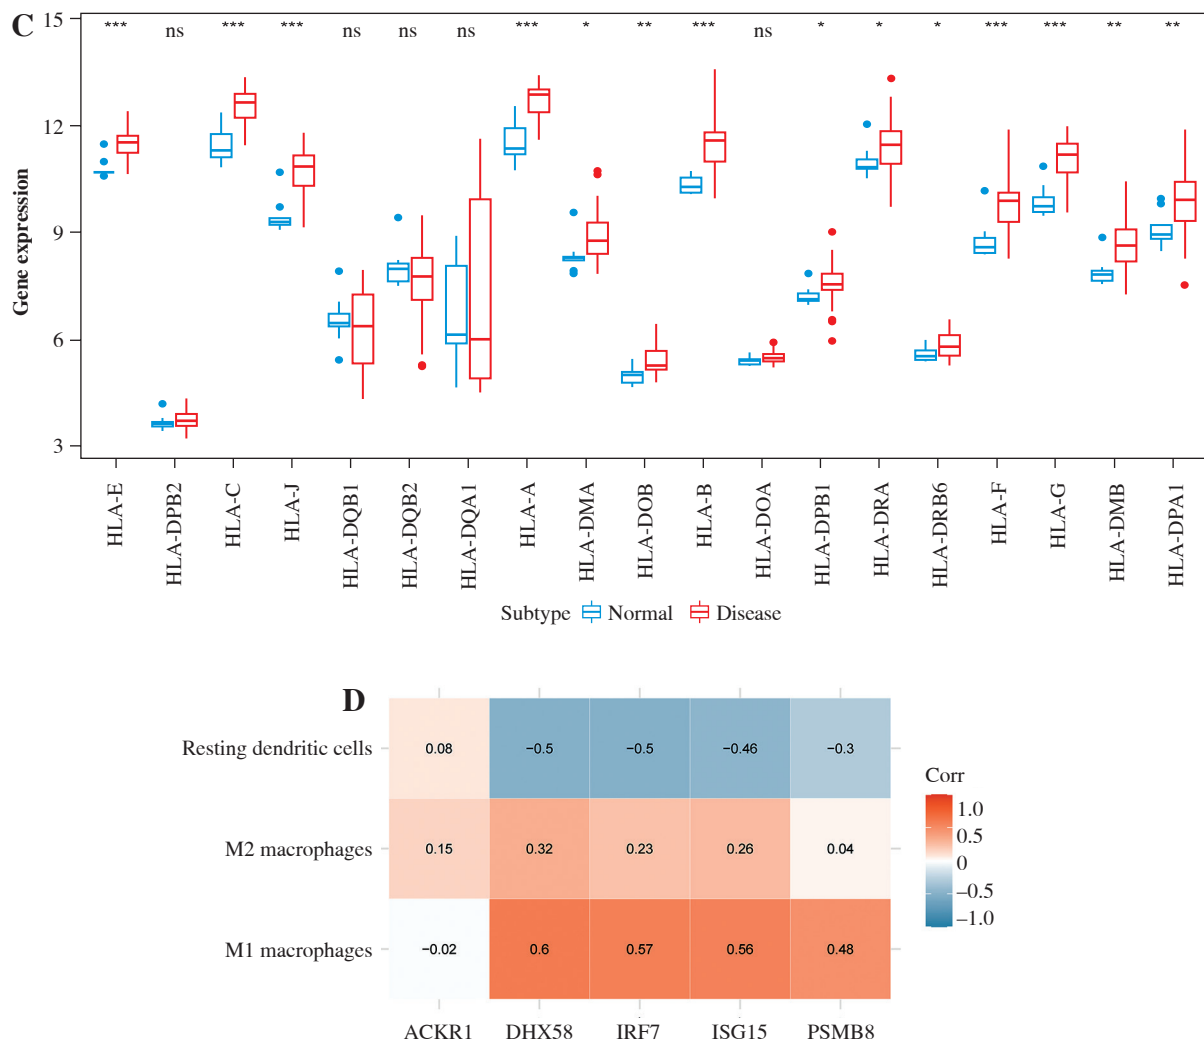 C
15
12
9
6
3
Gene expression
*** ns *** *** ns ns ns *** * ** *** ns * * * *** *** ** **
HLA-E
HLA-DPB2
HLA-C
HLA-J
HLA-DQB1
HLA-DQB2
HLA-DQA1
HLA-A
HLA-DMA
HLA-DOB
HLA-B
HLA-DOA
HLA-DPB1
HLA-DRA
HLA-DRB6
HLA-F
HLA-G
HLA-DMB
HLA-DPA1
Subtype Normal Disease
D
Resting dendritic cells 0.08 −0.5 −0.5 −0.46 −0.3
M2 macrophages 0.15 0.32 0.23 0.26 0.04
M1 macrophages −0.02 0.6 0.57 0.56 0.48
ACKR1 DHX58 IRF7 ISG15 PSMB8
Corr
1.0
0.5
0
−0.5
−1.0